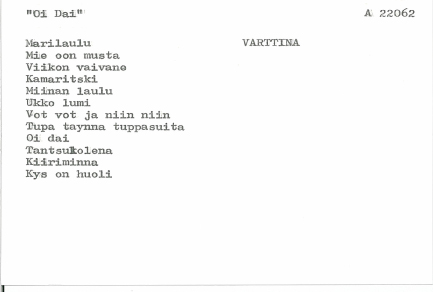 "Oi Dai" A 22062
Marilaulu VARTTINA
Mie oon musta
Viikon vaivane
Kamaritski
Miinan laulu
Ukko lumi
Vot vot ja niin niin
Tupa taynna tuppasuita
Oi dai
Tantsukolena
Kiiriminna
Kys on huoli